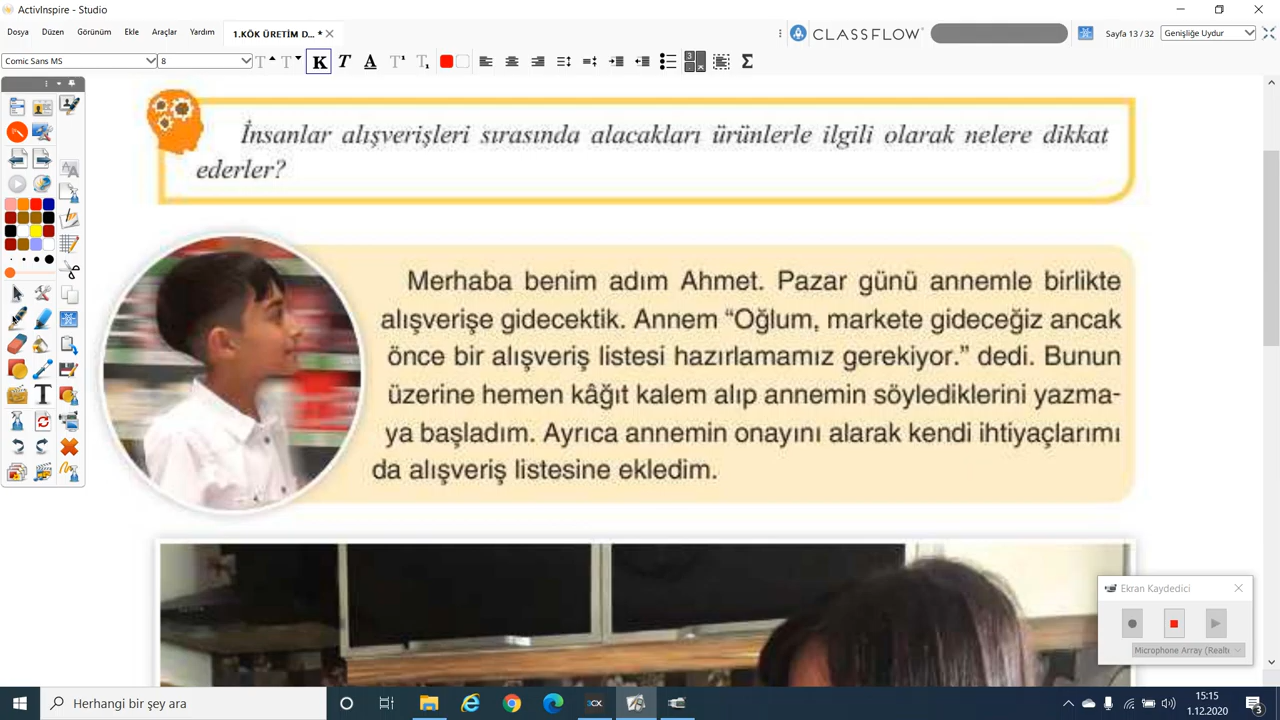 ActivInspire - Studio
Dosya Düzen Görünüm Ekle Araçlar Yardım
1.KÖK ÜRETİM D... *
CLASSFLOW
Sayfa 13 / 32
Genişliğe Uydur
Comic Sans MS
8
İnsanlar alışverişleri sırasında alacakları ürünlerle ilgili olarak nelere dikkat
ederler?
Merhaba benim adım Ahmet. Pazar günü annemle birlikte
alışverişe gidecektik. Annem “Oğlum, markete gideceğiz ancak
önce bir alışveriş listesi hazırlamamız gerekiyor.” dedi. Bunun
üzerine hemen kâğıt kalem alıp annemin söylediklerini yazma-
ya başladım. Ayrıca annemin onayını alarak kendi ihtiyaçlarımı
da alışveriş listesine ekledim.
Ekran Kaydedici
Microphone Array (Realte
Herhangi bir şey ara
15:15
1.12.2020
3